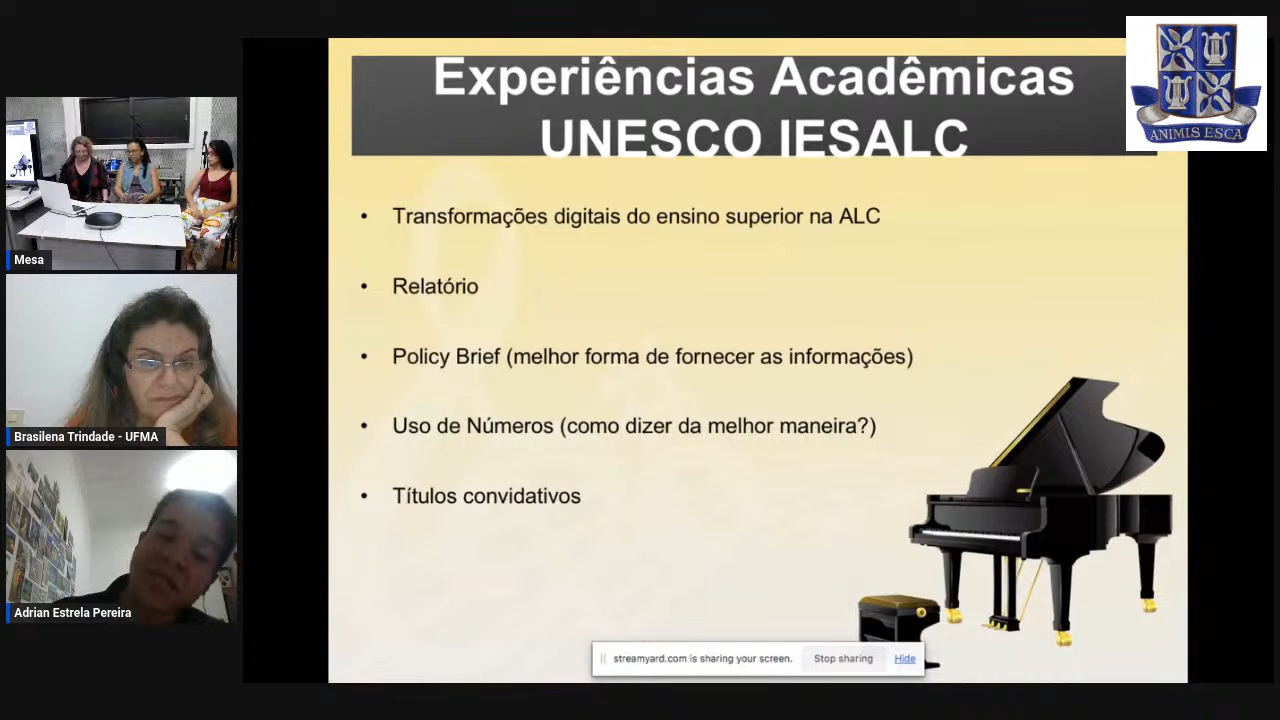 Experiências Acadêmicas
UNESCO IESALC
ANIMIS ESCA
Transformações digitais do ensino superior na ALC
Relatório
Policy Brief (melhor forma de fornecer as informações)
Uso de Números (como dizer da melhor maneira?)
Títulos convidativos
Mesa
Brasilena Trindade - UFMA
Adrian Estrela Pereira
streamyard.com is sharing your screen.
Stop sharing
Hide